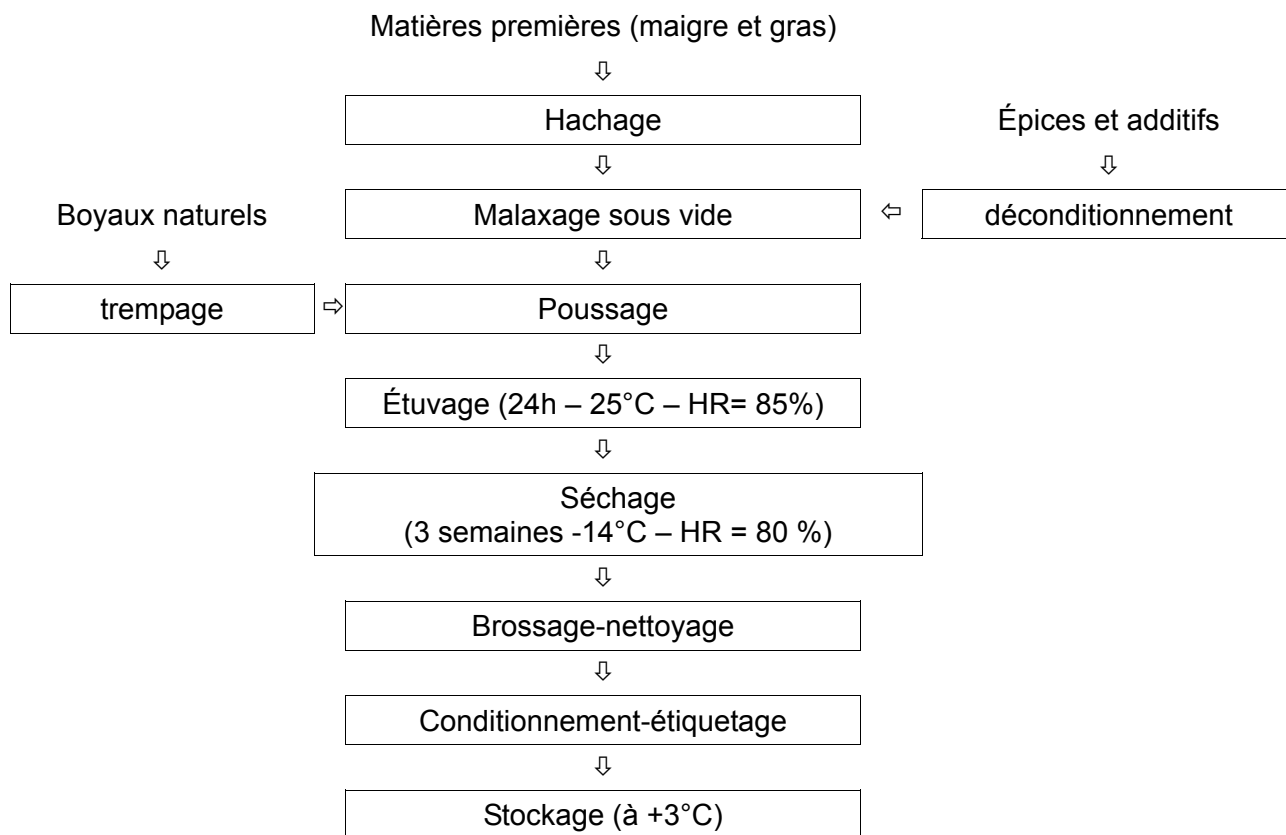 Matières premières (maigre et gras)
⇩
Hachage
Épices et additifs
⇩
⇩
Boyaux naturels
Malaxage sous vide
⇦
déconditionnement
⇩
⇩
trempage
⇨
Poussage
⇩
Étuvage (24h – 25°C – HR= 85%)
⇩
Séchage
(3 semaines -14°C – HR = 80 %)
⇩
Brossage-nettoyage
⇩
Conditionnement-étiquetage
⇩
Stockage (à +3°C)